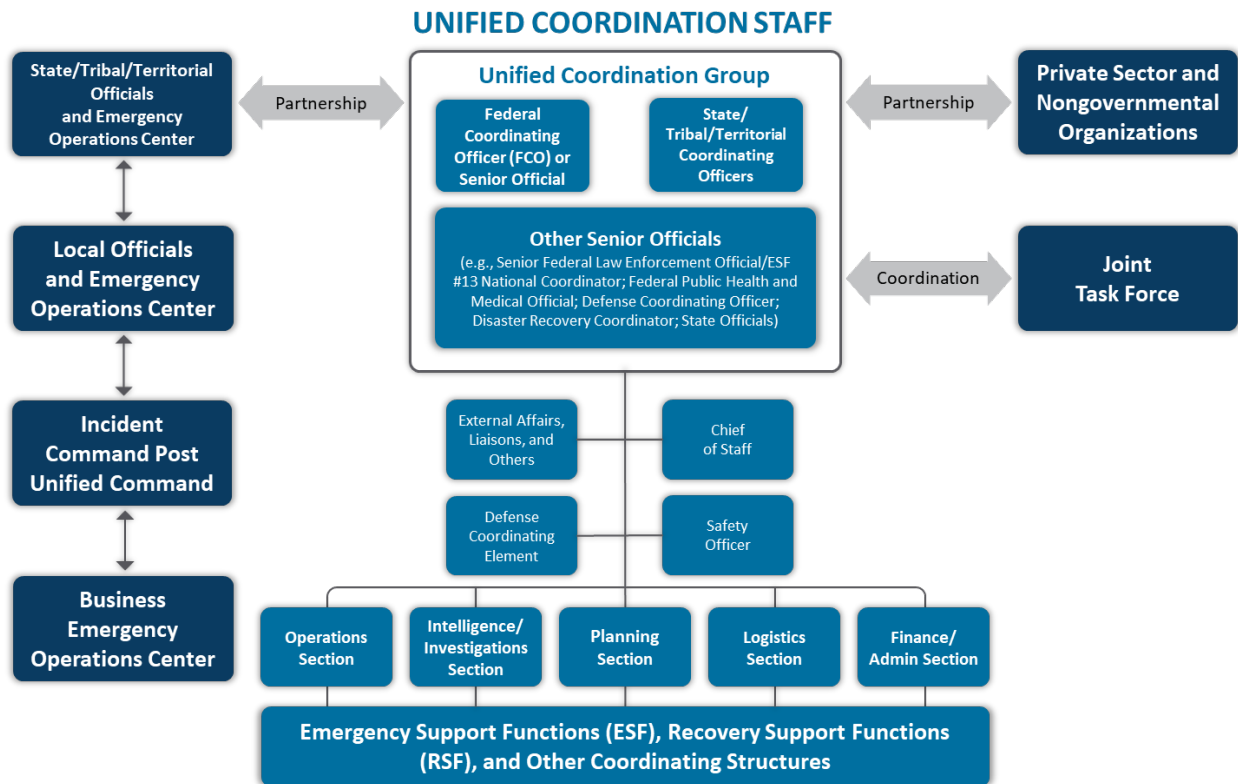 UNIFIED COORDINATION STAFF
State/Tribal/Territorial
Officials
and Emergency
Operations Center
Partnership
Unified Coordination Group
Federal
Coordinating
Officer (FCO) or
Senior Official
State/
Tribal/Territorial
Coordinating
Officers
Partnership
Private Sector and
Nongovernmental
Organizations
Local Officials
and Emergency
Operations Center
Other Senior Officials
(e.g., Senior Federal Law Enforcement Official/ESF
#13 National Coordinator; Federal Public Health and
Medical Official; Defense Coordinating Officer;
Disaster Recovery Coordinator; State Officials)
Coordination
Joint
Task Force
Incident
Command Post
Unified Command
External Affairs,
Liaisons, and
Others
Chief
of Staff
Defense
Coordinating
Element
Safety
Officer
Business
Emergency
Operations Center
Operations
Section
Intelligence/
Investigations
Section
Planning
Section
Logistics
Section
Finance/
Admin Section
Emergency Support Functions (ESF), Recovery Support Functions
(RSF), and Other Coordinating Structures